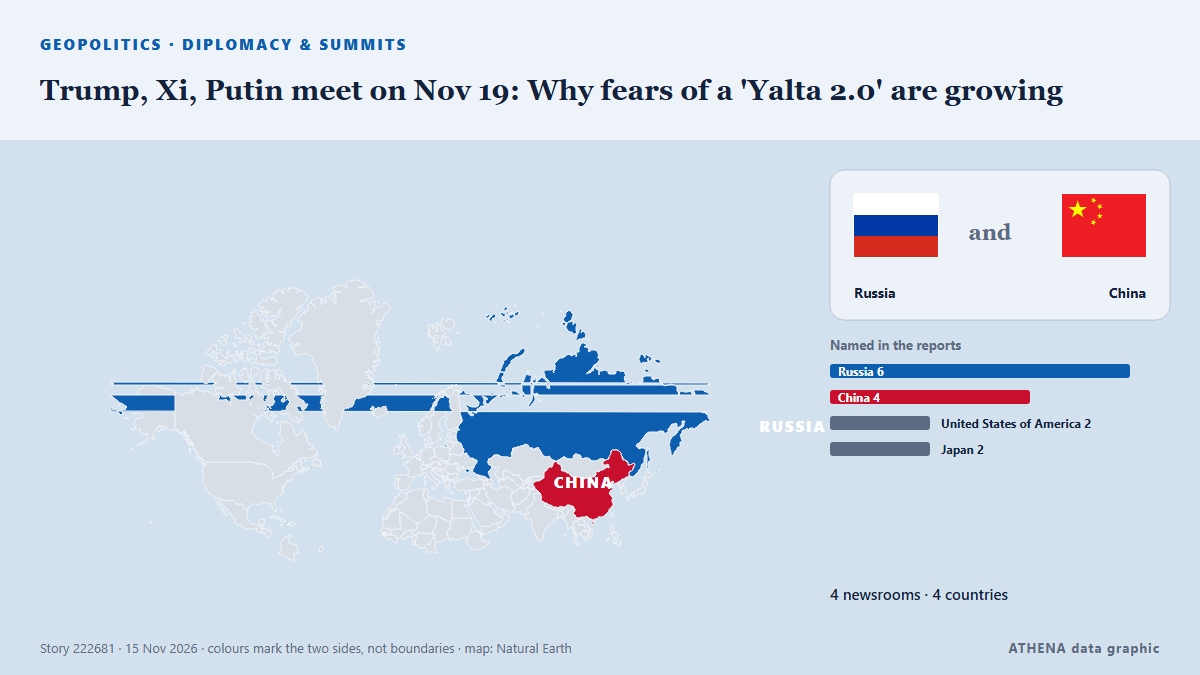 GEOPOLITICS · DIPLOMACY & SUMMITS
Trump, Xi, Putin meet on Nov 19: Why fears of a 'Yalta 2.0' are growing
and
Russia
China
Named in the reports
Russia 6
China 4
RUSSIA
United States of America 2
Japan 2
CHINA
4 newsrooms · 4 countries
Story 222681 · 15 Nov 2026 · colours mark the two sides, not boundaries · map: Natural Earth
ATHENA data graphic